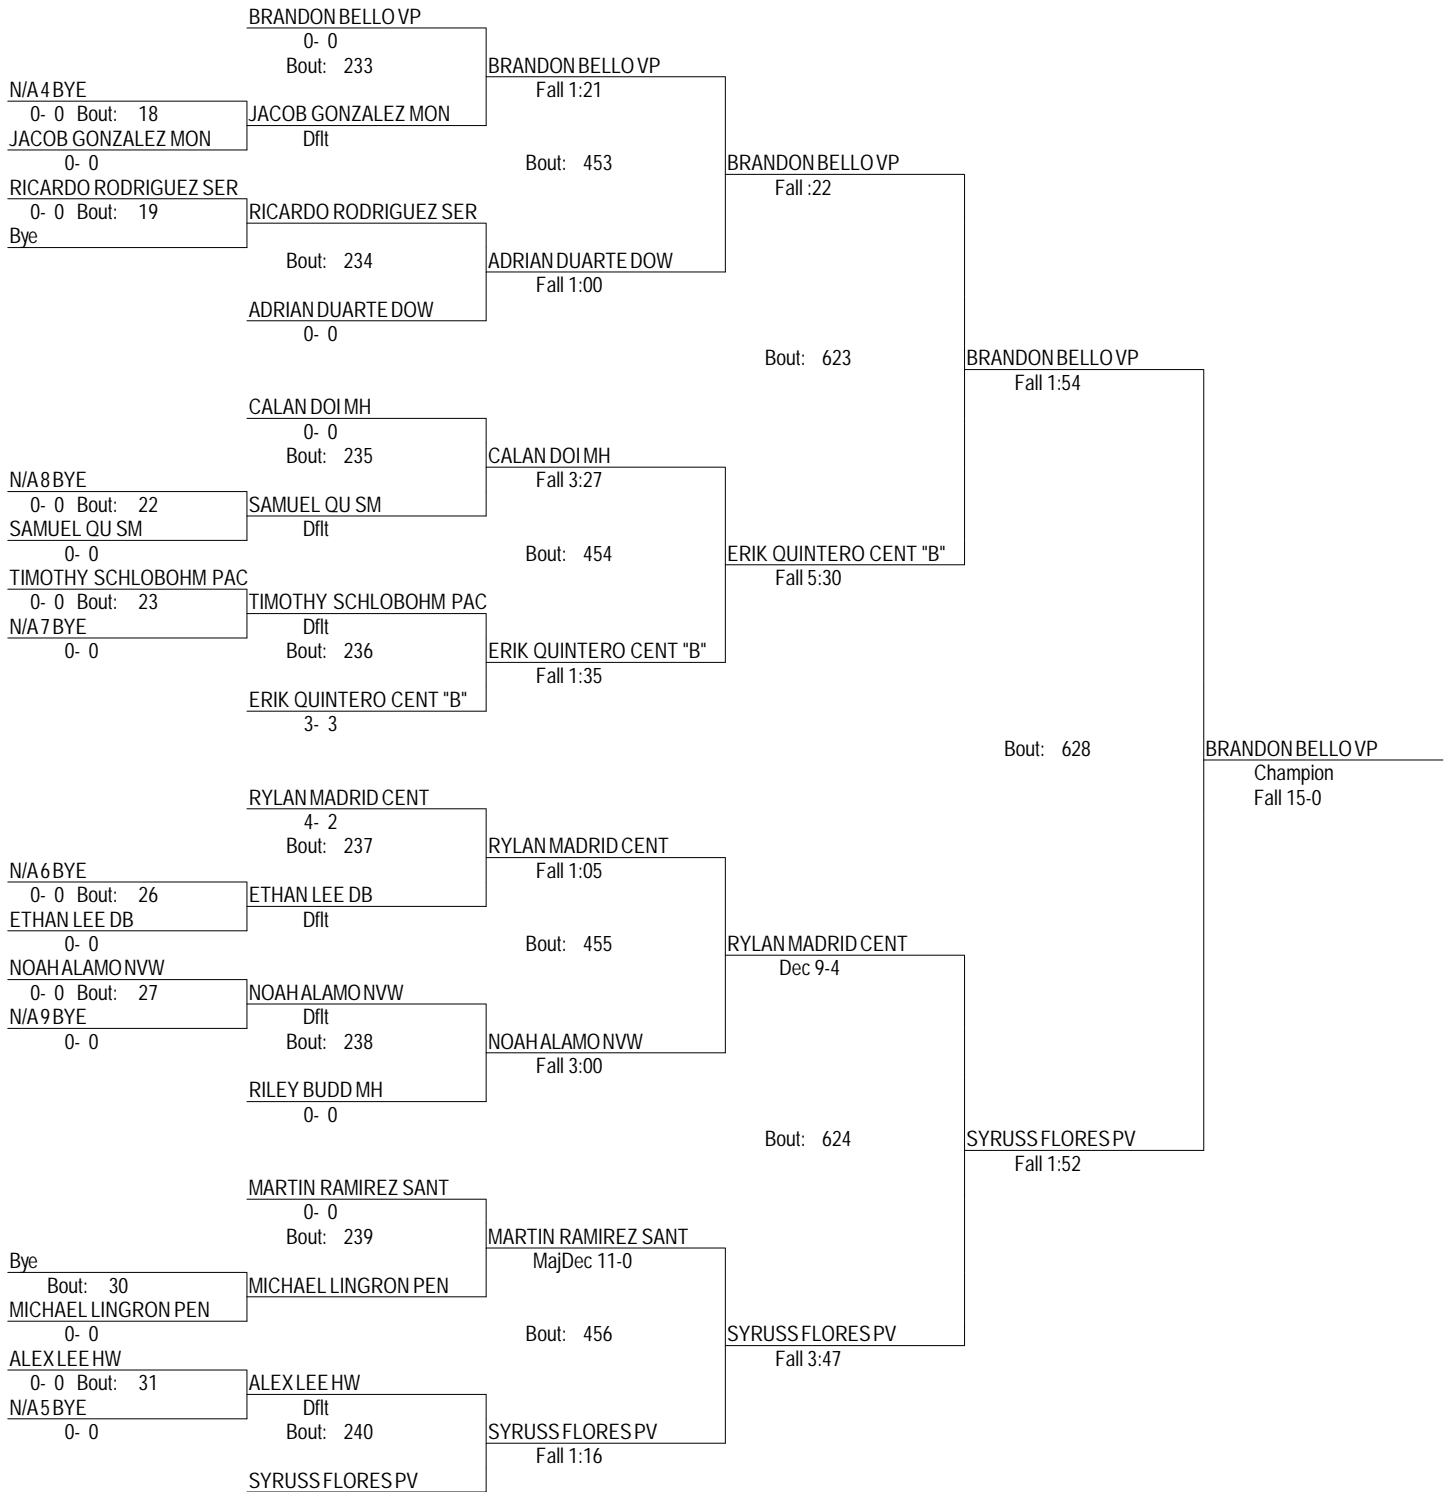 BRANDON BELLO VP
0- 0
Bout: 233
BRANDON BELLO VP
Fall 1:21
N/A 4 BYE
0- 0 Bout: 18
JACOB GONZALEZ MON
JACOB GONZALEZ MON
Dflt
0- 0
Bout: 453
BRANDON BELLO VP
Fall :22
RICARDO RODRIGUEZ SER
0- 0 Bout: 19
RICARDO RODRIGUEZ SER
Bye
Bout: 234
ADRIAN DUARTE DOW
Fall 1:00
ADRIAN DUARTE DOW
0- 0
Bout: 623
BRANDON BELLO VP
Fall 1:54
CALAN DOI MH
0- 0
Bout: 235
CALAN DOI MH
Fall 3:27
N/A 8 BYE
0- 0 Bout: 22
SAMUEL QU SM
SAMUEL QU SM
Dflt
0- 0
Bout: 454
ERIK QUINTERO CENT "B"
Fall 5:30
TIMOTHY SCHLOBOHM PAC
0- 0 Bout: 23
TIMOTHY SCHLOBOHM PAC
N/A 7 BYE
Dflt
0- 0
Bout: 236
ERIK QUINTERO CENT "B"
Fall 1:35
ERIK QUINTERO CENT "B"
3- 3
Bout: 628
BRANDON BELLO VP
Champion
Fall 15-0
RYLAN MADRID CENT
4- 2
Bout: 237
RYLAN MADRID CENT
Fall 1:05
N/A 6 BYE
0- 0 Bout: 26
ETHAN LEE DB
ETHAN LEE DB
Dflt
0- 0
Bout: 455
RYLAN MADRID CENT
Dec 9-4
NOAH ALAMO NVW
0- 0 Bout: 27
NOAH ALAMO NVW
N/A 9 BYE
Dflt
0- 0
Bout: 238
NOAH ALAMO NVW
Fall 3:00
RILEY BUDD MH
0- 0
Bout: 624
SYRUSS FLORES PV
Fall 1:52
MARTIN RAMIREZ SANT
0- 0
Bout: 239
MARTIN RAMIREZ SANT
MajDec 11-0
Bye
Bout: 30
MICHAEL LINGRON PEN
MICHAEL LINGRON PEN
0- 0
Bout: 456
SYRUSS FLORES PV
Fall 3:47
ALEX LEE HW
0- 0 Bout: 31
ALEX LEE HW
N/A 5 BYE
Dflt
0- 0
Bout: 240
SYRUSS FLORES PV
Fall 1:16
SYRUSS FLORES PV